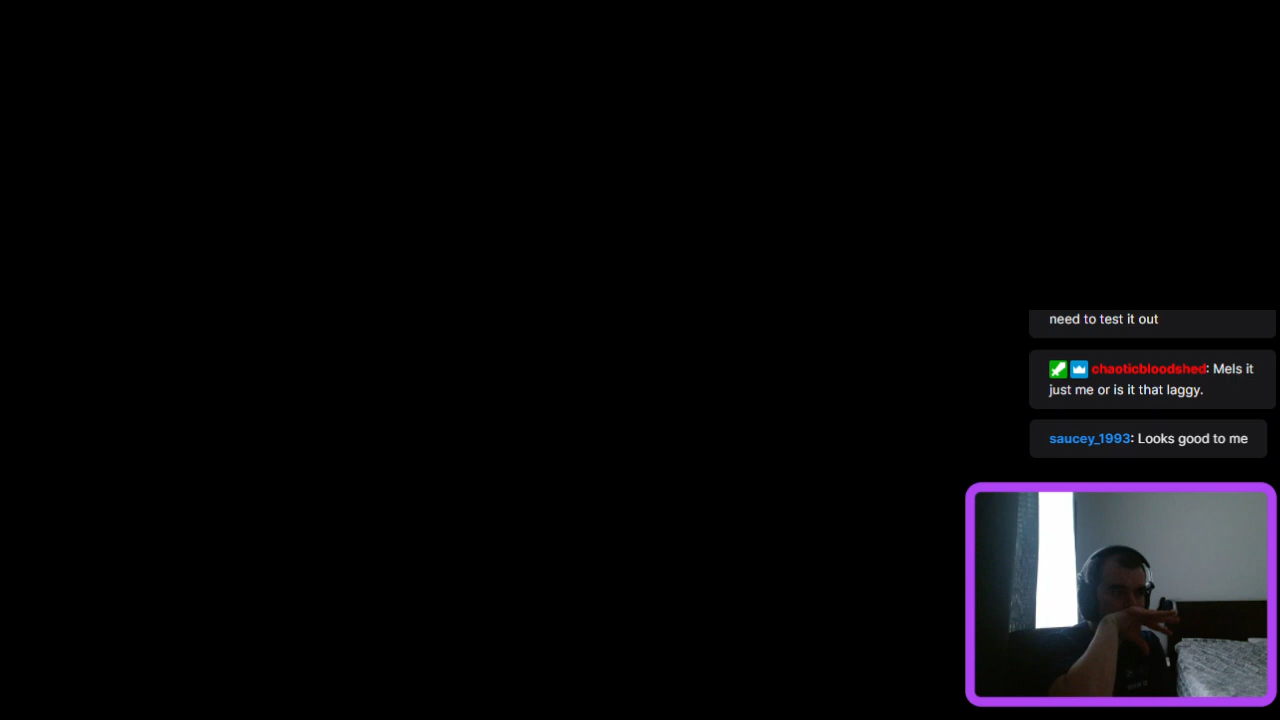 need to test it out
chaoticbloodshed: Mels it
just me or is it that laggy.
saucey_1993: Looks good to me